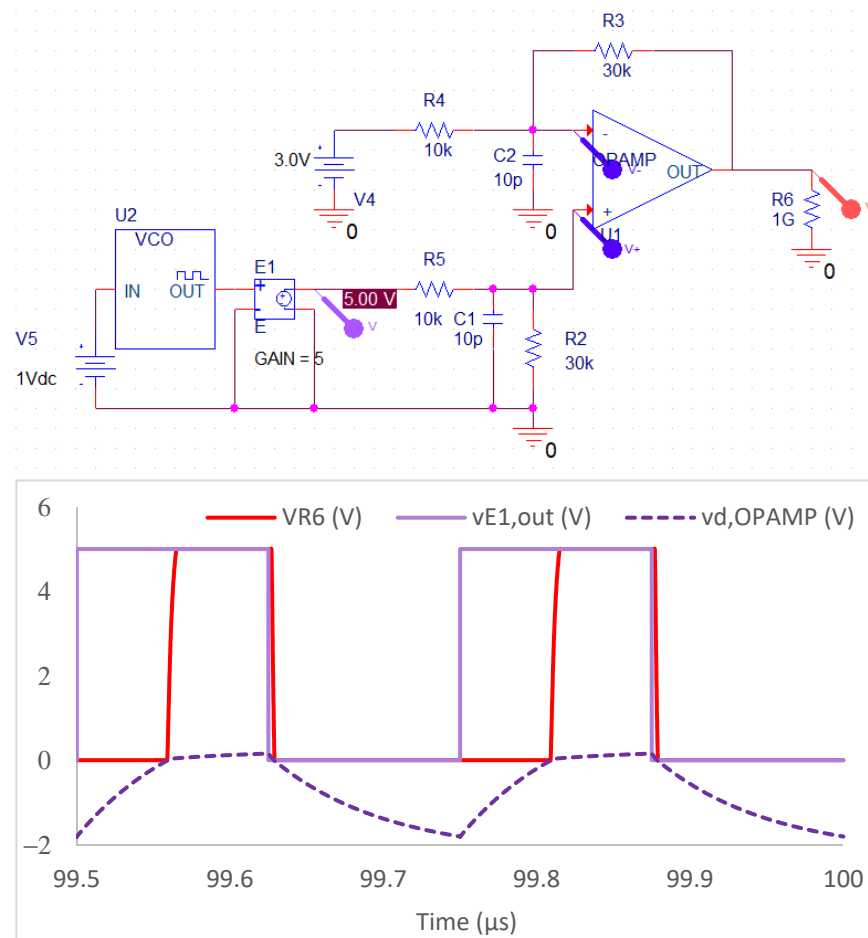 R3
30k
R4
10k
3.0V
V4
0
C2
10p
0
-
OPAMP
V-
OUT
+
U1
V+
V
R6
1G
0
U2
VCO
IN
OUT
E1
E
GAIN = 5
5.00 V
V
R5
10k
C1
10p
R2
30k
V5
1Vdc
0
VR6 (V) vE1,out (V) vd,OPAMP (V)
6
4
2
0
–2
99.5 99.6 99.7 99.8 99.9 100
Time (µs)